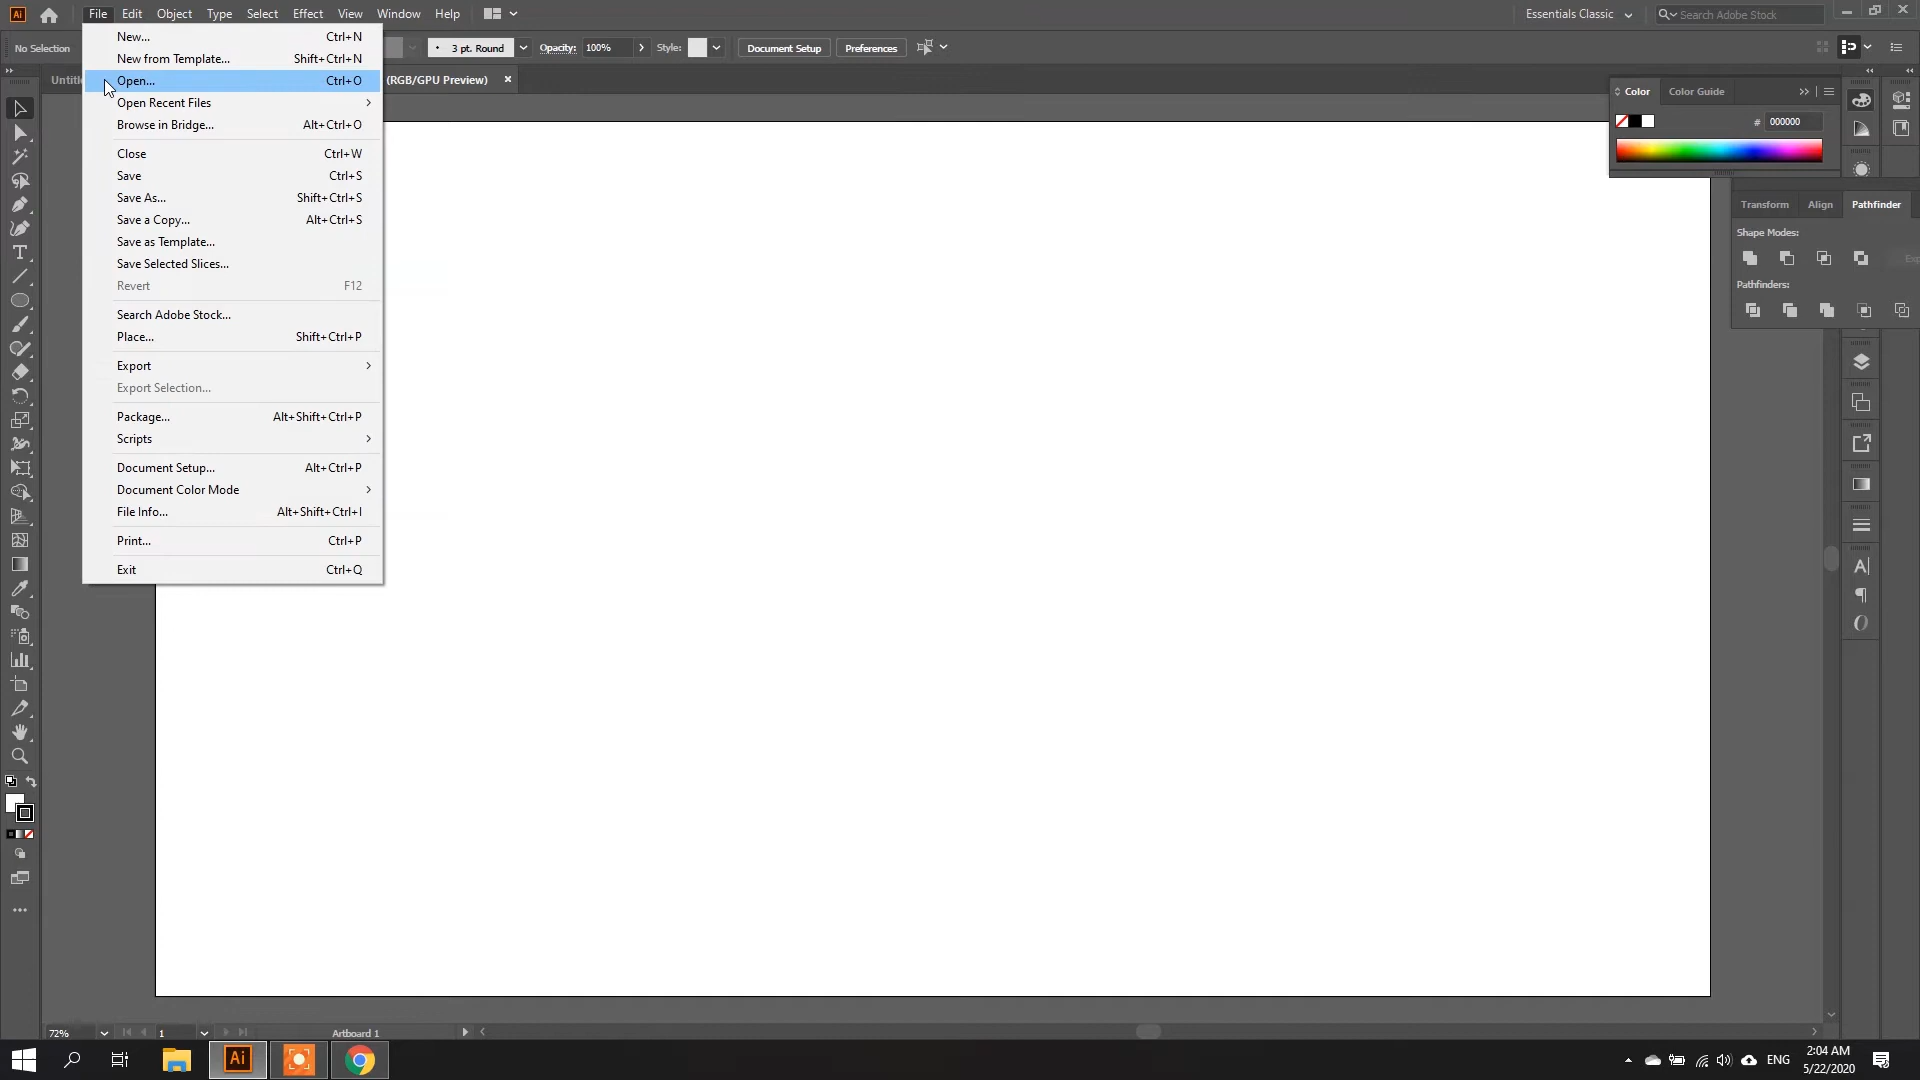 Ai File Edit Object Type Select Effect View Window Help Essentials Classic Search Adobe Stock
No Selection 3 pt. Round Opacity: 100% Style: Document Setup Preferences
(RGB/GPU Preview) ×
New... Ctrl+N
New from Template... Shift+Ctrl+N
Open... Ctrl+O
Open Recent Files
Browse in Bridge... Alt+Ctrl+O
Close Ctrl+W
Save Ctrl+S
Save As... Shift+Ctrl+S
Save a Copy... Alt+Ctrl+S
Save as Template...
Save Selected Slices...
Revert F12
Search Adobe Stock...
Place... Shift+Ctrl+P
Export
Export Selection...
Package... Alt+Shift+Ctrl+P
Scripts
Document Setup... Alt+Ctrl+P
Document Color Mode
File Info... Alt+Shift+Ctrl+I
Print... Ctrl+P
Exit Ctrl+Q
Color Color Guide
# 000000
Transform Align Pathfinder
Shape Modes:
Pathfinders:
72% 1 Artboard 1
Ai ENG 2:04 AM
5/22/2020